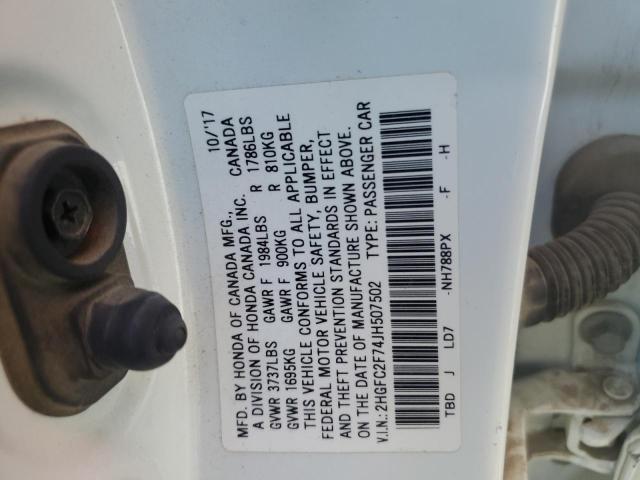 MFD. BY HONDA OF CANADA MFG., 10/'17
A DIVISION OF HONDA CANADA INC. CANADA
GVWR 3737LBS GAWR F 1984LBS R 1786LBS
GVWR 1695KG GAWR F 900KG R 810KG
THIS VEHICLE CONFORMS TO ALL APPLICABLE
FEDERAL MOTOR VEHICLE SAFETY, BUMPER,
AND THEFT PREVENTION STANDARDS IN EFFECT
ON THE DATE OF MANUFACTURE SHOWN ABOVE.
V.I.N.: 2HGFC2F74JH507502 TYPE: PASSENGER CAR
TBD J LD7 -NH788PX -F -H